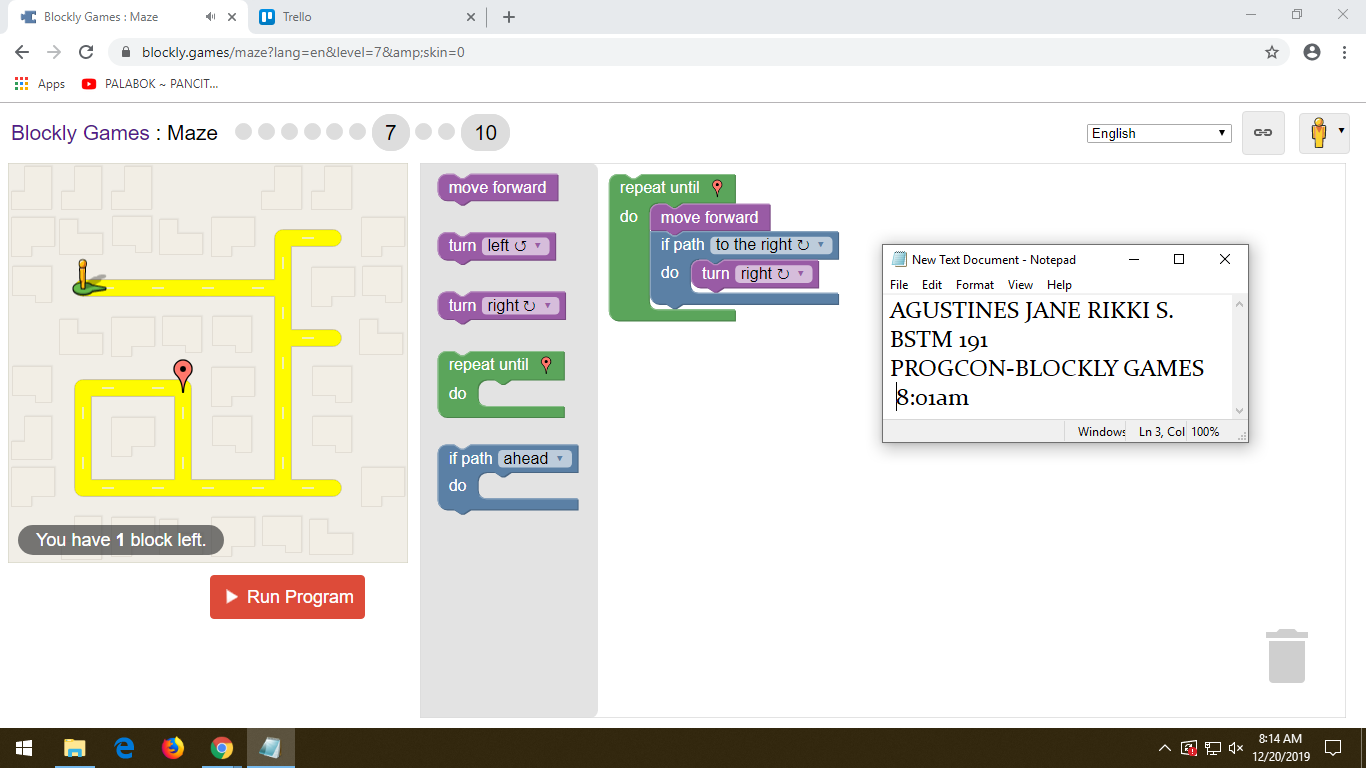 Blockly Games : Maze
Trello
blockly.games/maze?lang=en&level=7&amp;skin=0
Apps
PALABOK ~ PANCIT...
Blockly Games : Maze
7
10
English
move forward
turn left ↺
turn right ↻
repeat until
do
if path ahead
do
repeat until
do
move forward
if path to the right ↻
do
turn right ↻
New Text Document - Notepad
File Edit Format View Help
AGUSTINES JANE RIKKI S.
BSTM 191
PROGCON-BLOCKLY GAMES
8:01am
Windows Ln 3, Col 100%
You have 1 block left.
Run Program
8:14 AM
12/20/2019